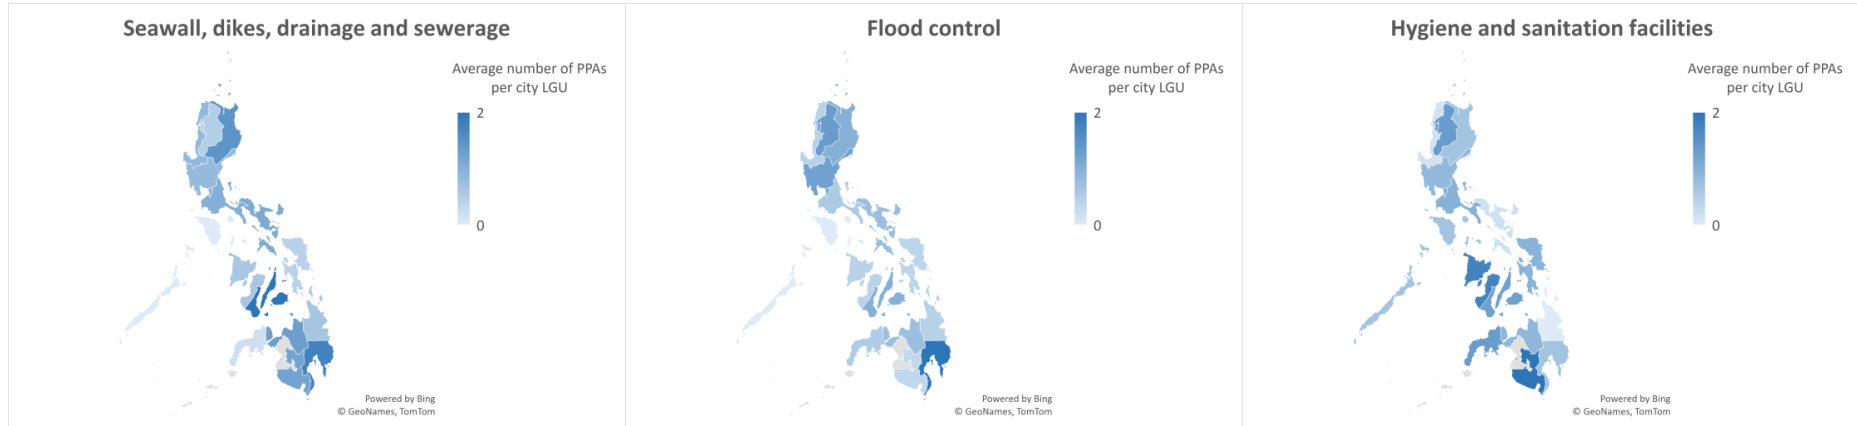 Seawall, dikes, drainage and sewerage
Average number of PPAs
per city LGU
2
0
Powered by Bing
© GeoNames, TomTom
Flood control
Average number of PPAs
per city LGU
2
0
Powered by Bing
© GeoNames, TomTom
Hygiene and sanitation facilities
Average number of PPAs
per city LGU
2
0
Powered by Bing
© GeoNames, TomTom